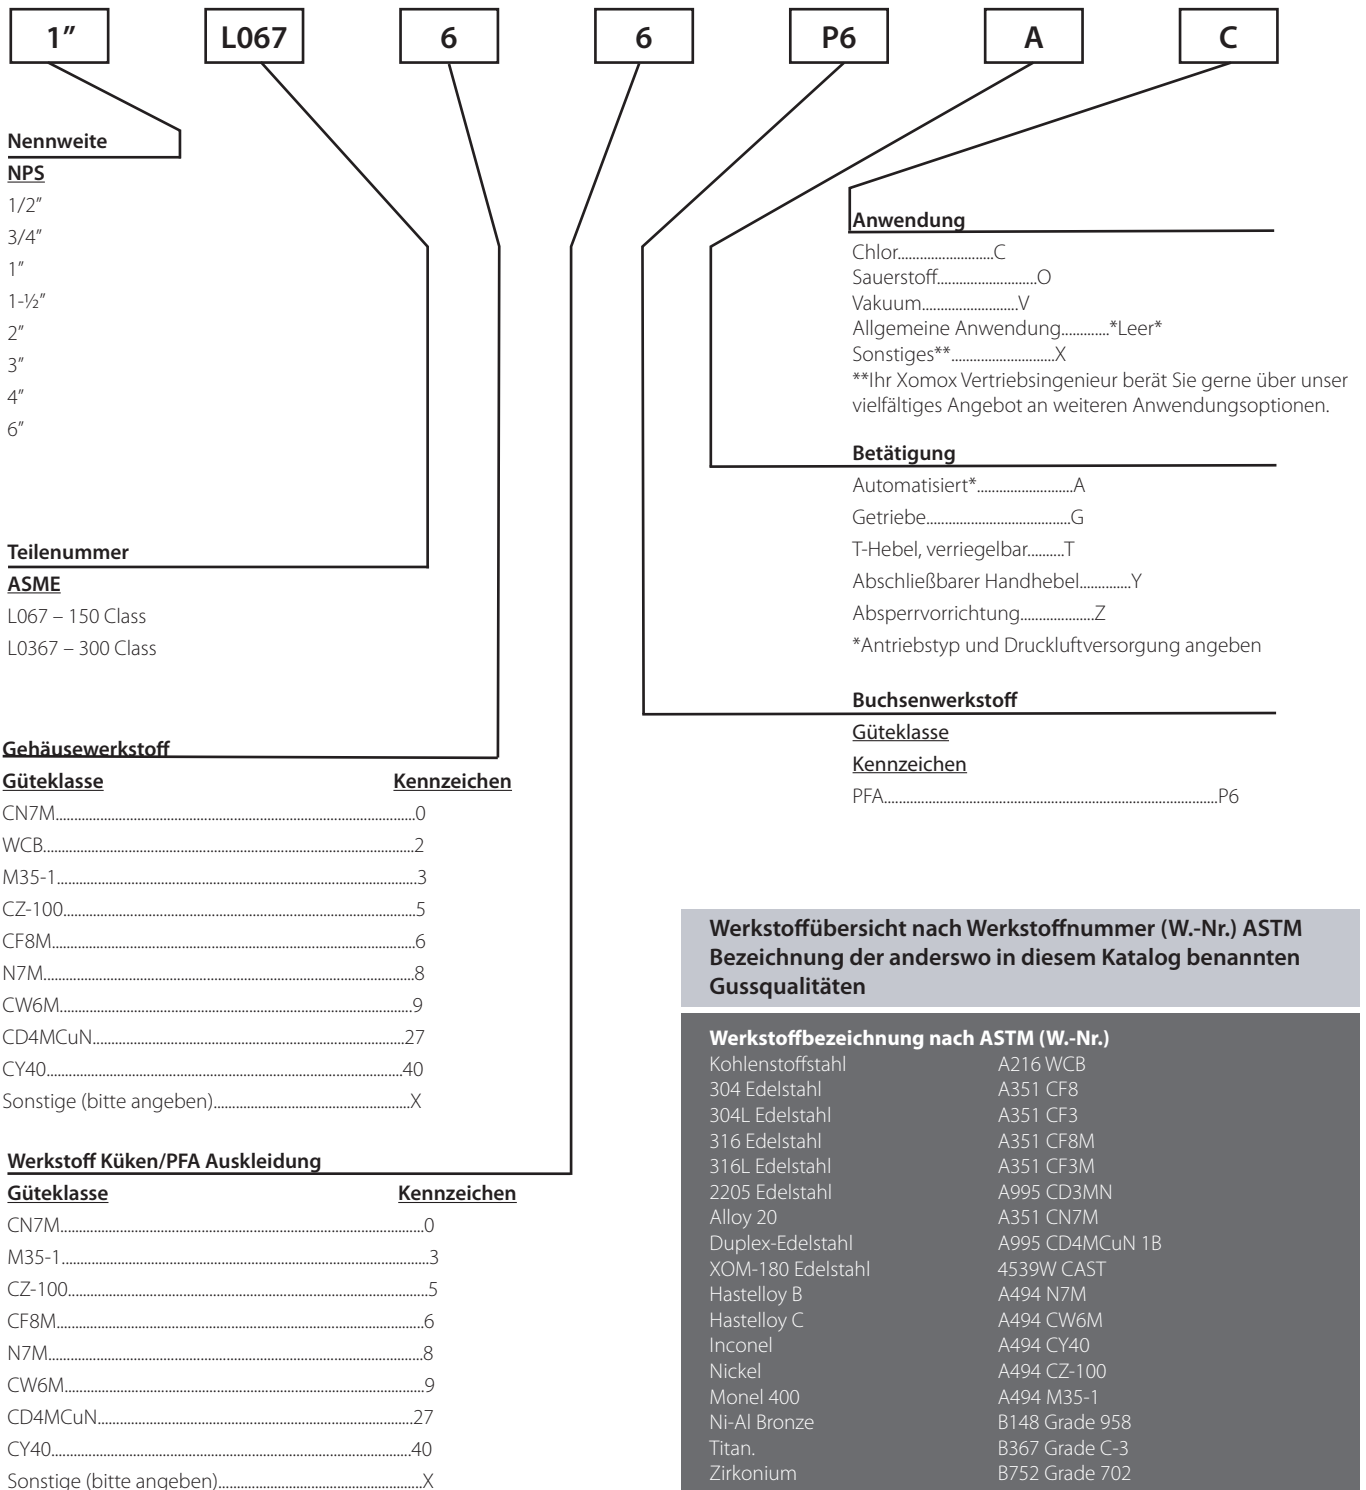 1” L067 6 6 P6 A C
Nennweite
NPS
1/2”
3/4”
1”
1-½”
2”
3”
4”
6”
Teilenummer
ASME
L067 – 150 Class
L0367 – 300 Class
Gehäusewerkstoff
Güteklasse Kennzeichen
CN7M....................0
WCB....................2
M35-1....................3
CZ-100....................5
CF8M....................6
N7M....................8
CW6M....................9
CD4MCuN....................27
CY40....................40
Sonstige (bitte angeben)....................X
Werkstoff Küken/PFA Auskleidung
Güteklasse Kennzeichen
CN7M....................0
M35-1....................3
CZ-100....................5
CF8M....................6
N7M....................8
CW6M....................9
CD4MCuN....................27
CY40....................40
Sonstige (bitte angeben)....................X
Anwendung
Chlor..........................C
Sauerstoff...........................O
Vakuum..........................V
Allgemeine Anwendung.............*Leer*
Sonstiges**............................X
**Ihr Xomox Vertriebsingenieur berät Sie gerne über unser
vielfältiges Angebot an weiteren Anwendungsoptionen.
Betätigung
Automatisiert*..........................A
Getriebe.......................................G
T-Hebel, verriegelbar..........T
Abschließbarer Handhebel..............Y
Absperrvorrichtung....................Z
*Antriebstyp und Druckluftversorgung angeben
Buchsenwerkstoff
Güteklasse
Kennzeichen
PFA....................P6
Werkstoffübersicht nach Werkstoffnummer (W.-Nr.) ASTM
Bezeichnung der anderswo in diesem Katalog benannten
Gussqualitäten
Werkstoffbezeichnung nach ASTM (W.-Nr.)
Kohlenstoffstahl A216 WCB
304 Edelstahl A351 CF8
304L Edelstahl A351 CF3
316 Edelstahl A351 CF8M
316L Edelstahl A351 CF3M
2205 Edelstahl A995 CD3MN
Alloy 20 A351 CN7M
Duplex-Edelstahl A995 CD4MCuN 1B
XOM-180 Edelstahl 4539W CAST
Hastelloy B A494 N7M
Hastelloy C A494 CW6M
Inconel A494 CY40
Nickel A494 CZ-100
Monel 400 A494 M35-1
Ni-Al Bronze B148 Grade 958
Titan. B367 Grade C-3
Zirkonium B752 Grade 702